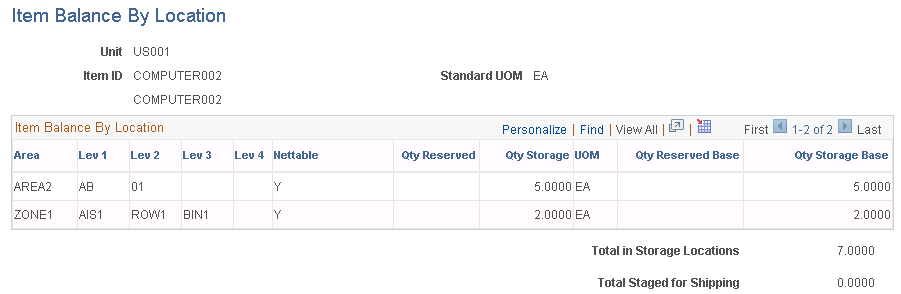 Item Balance By Location
Unit US001
Item ID COMPUTER002 Standard UOM EA
COMPUTER002
Item Balance By Location Personalize | Find | View All | | First 1-2 of 2 Last
Area Lev 1 Lev 2 Lev 3 Lev 4 Nettable Qty Reserved Qty Storage UOM Qty Reserved Base Qty Storage Base
AREA2 AB 01 Y 5.0000 EA 5.0000
ZONE1 AIS1 ROW1 BIN1 Y 2.0000 EA 2.0000
Total in Storage Locations 7.0000
Total Staged for Shipping 0.0000